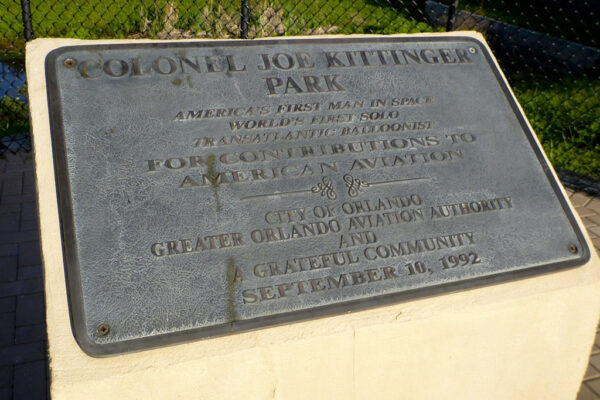 COLONEL JOE KITTINGER
PARK
AMERICA'S FIRST MAN IN SPACE
WORLD'S FIRST SOLO
TRANSATLANTIC BALLOONIST
FOR CONTRIBUTIONS TO
AMERICAN AVIATION
CITY OF ORLANDO
GREATER ORLANDO AVIATION AUTHORITY
AND
A GRATEFUL COMMUNITY
SEPTEMBER 10, 1992